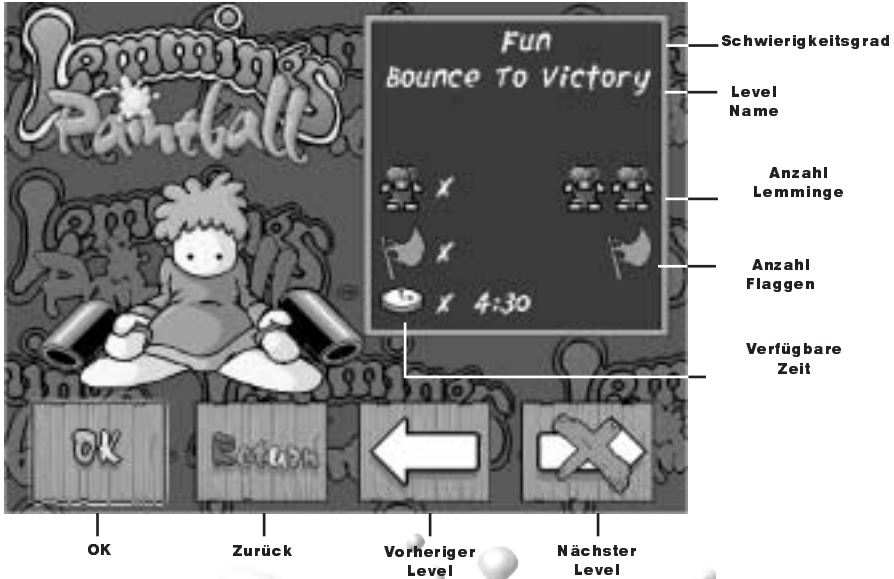 Lemmings
Paintball
Fun
Bounce To Victory
x
x
x 4:30
OK
Return
Schwierigkeitsgrad
Level
Name
Anzahl
Lemminge
Anzahl
Flaggen
Verfügbare
Zeit
OK
Zurück
Vorheriger
Level
Nächster
Level